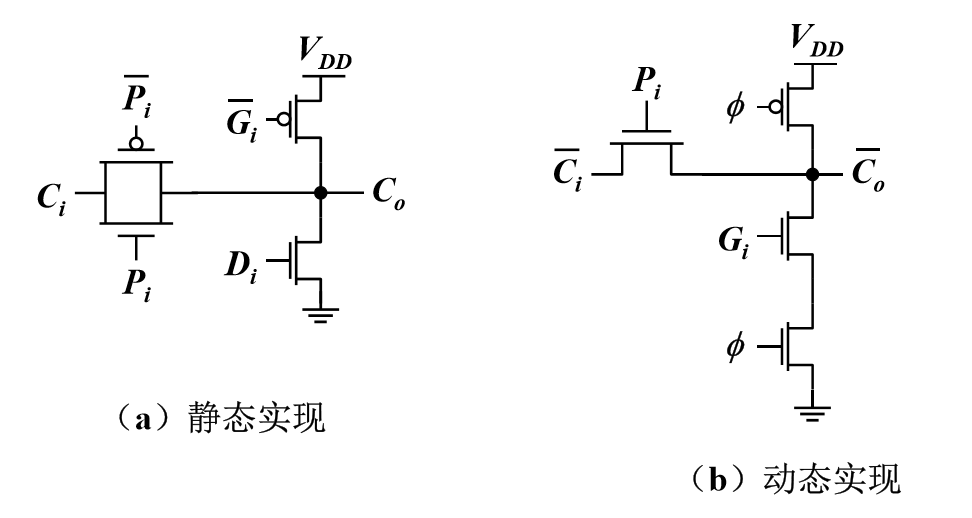 V_DD
P̅_i
G̅_i
C_i
C_o
P_i
D_i
(a)静态实现
V_DD
P_i
ϕ
C̅_i
C̅_o
G_i
ϕ
(b)动态实现